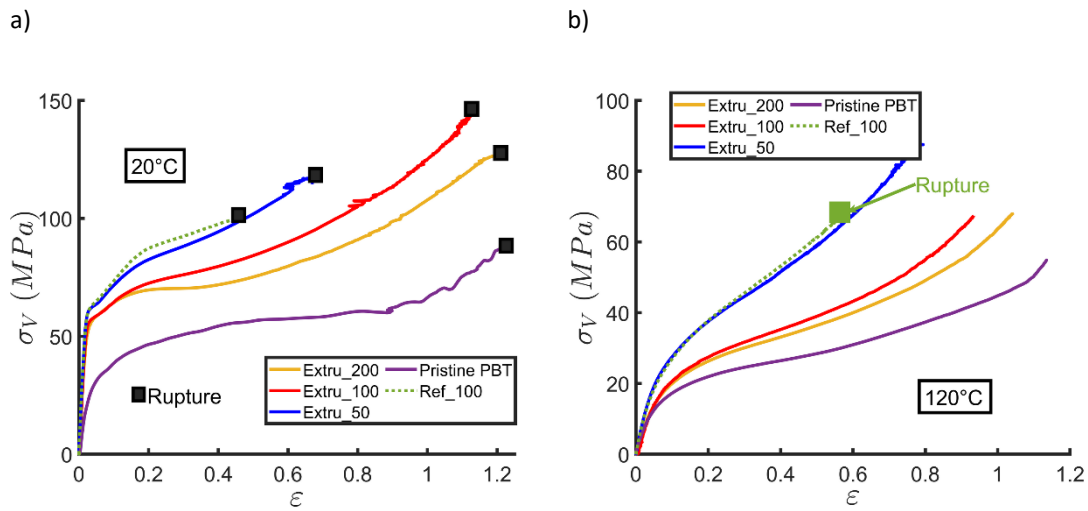 a)
b)
150
100
50
0
0
0.2
0.4
0.6
0.8
1
1.2
σV (MPa)
ε
20°C
Rupture
Extru_200
Extru_100
Extru_50
Pristine PBT
Ref_100
100
80
60
40
20
0
0
0.2
0.4
0.6
0.8
1
1.2
σV (MPa)
ε
Extru_200
Extru_100
Extru_50
Pristine PBT
Ref_100
Rupture
120°C